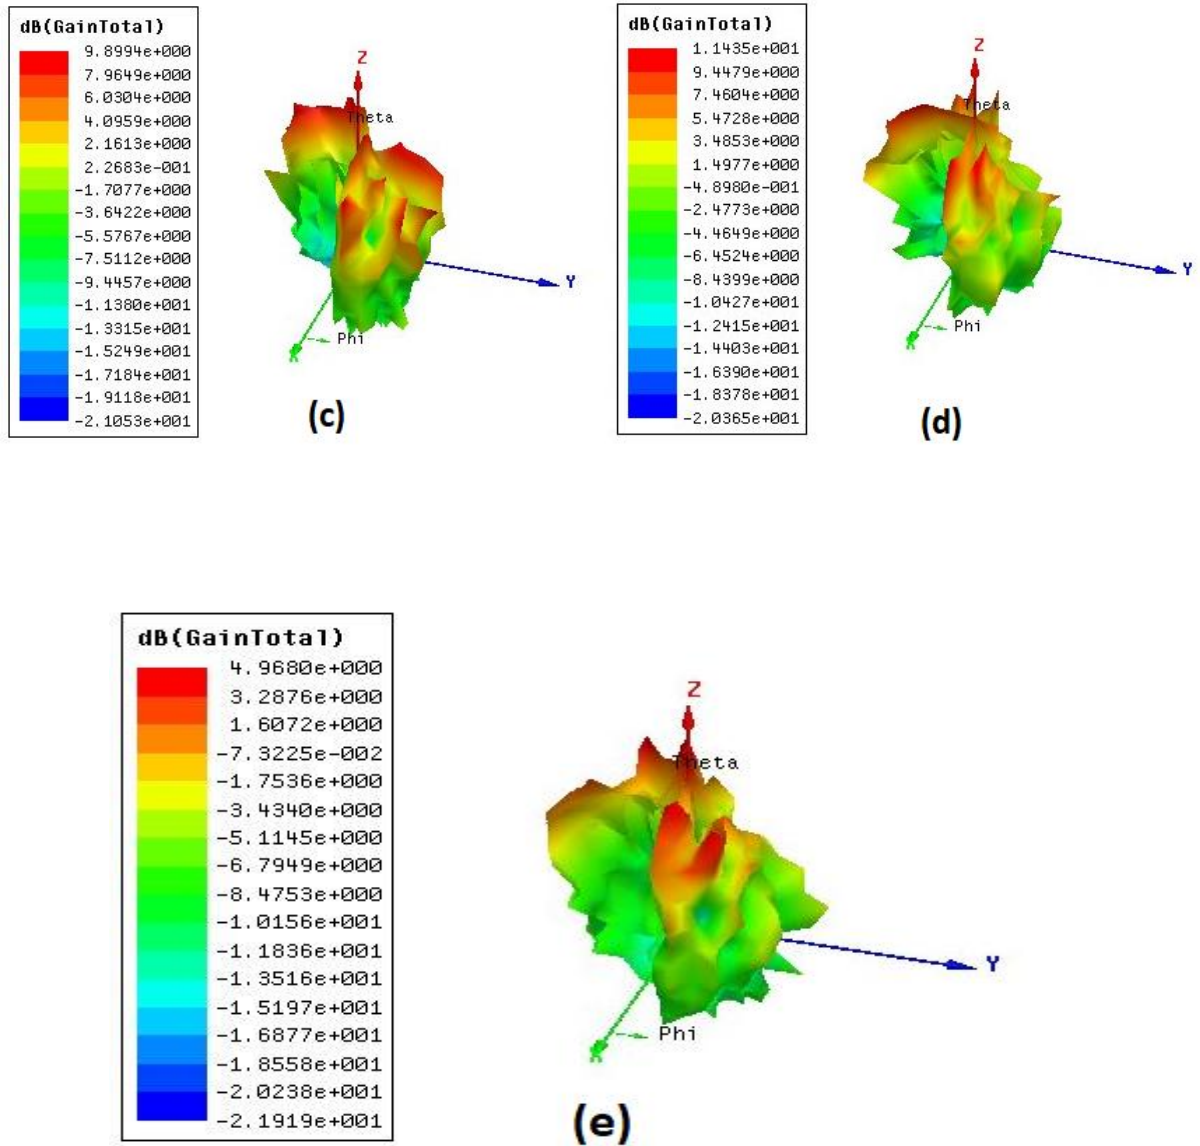 dB(GainTotal)
9.8994e+000
7.9649e+000
6.0304e+000
4.0959e+000
2.1613e+000
2.2683e-001
-1.7077e+000
-3.6422e+000
-5.5767e+000
-7.5112e+000
-9.4457e+000
-1.1380e+001
-1.3315e+001
-1.5249e+001
-1.7184e+001
-1.9118e+001
-2.1053e+001
Z
Theta
Y
Phi
X
(c)
dB(GainTotal)
1.1435e+001
9.4479e+000
7.4604e+000
5.4728e+000
3.4853e+000
1.4977e+000
-4.8980e-001
-2.4773e+000
-4.4649e+000
-6.4524e+000
-8.4399e+000
-1.0427e+001
-1.2415e+001
-1.4403e+001
-1.6390e+001
-1.8378e+001
-2.0365e+001
Z
Theta
Y
Phi
X
(d)
dB(GainTotal)
4.9680e+000
3.2876e+000
1.6072e+000
-7.3225e-002
-1.7536e+000
-3.4340e+000
-5.1145e+000
-6.7949e+000
-8.4753e+000
-1.0156e+001
-1.1836e+001
-1.3516e+001
-1.5197e+001
-1.6877e+001
-1.8558e+001
-2.0238e+001
-2.1919e+001
Z
Theta
Y
Phi
X
(e)